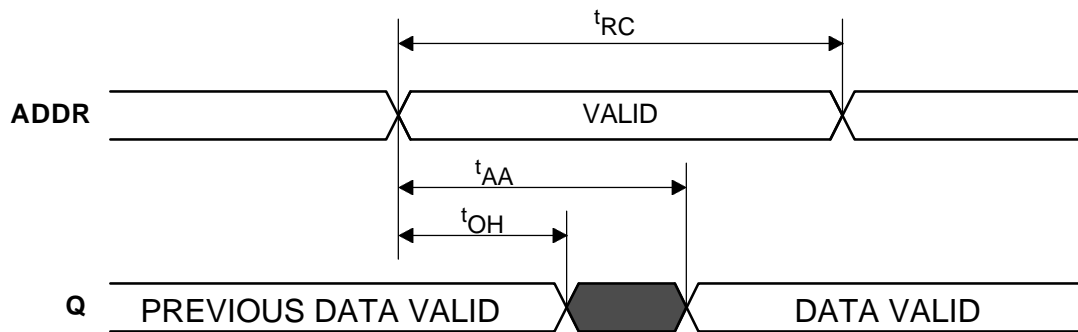 tRC
ADDR VALID
tAA
tOH
Q PREVIOUS DATA VALID DATA VALID